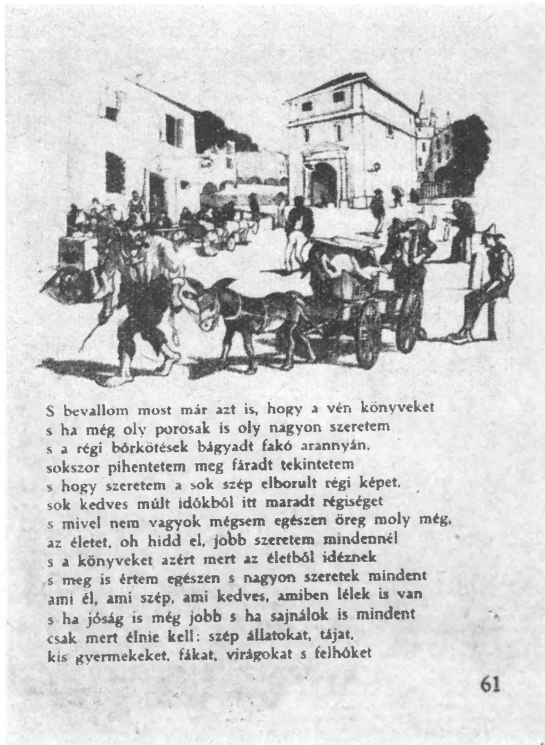 S bevallom most már azt is, hogy a vén könyveket
s ha még oly porosak is oly nagyon szeretem
s a régi bőrkötések bágyadt fakó arannyán,
sokszor pihentetem meg fáradt tekintetem
s hogy szeretem a sok szép elborult régi képet,
sok kedves múlt időkből itt maradt régiséget
s mivel nem vagyok mégsem egészen öreg moly még,
az életet, oh hidd el, jobb szeretem mindennél
s a könyveket azért mert az életből idéznek
s meg is értem egészen s nagyon szeretek mindent
ami él, ami szép, ami kedves, amiben lélek is van
s ha jóság is még jobb s ha sajnálok is mindent
csak mert élnie kell: szép állatokat, tájat,
kis gyermekeket, fákat, virágokat s felhőket
61